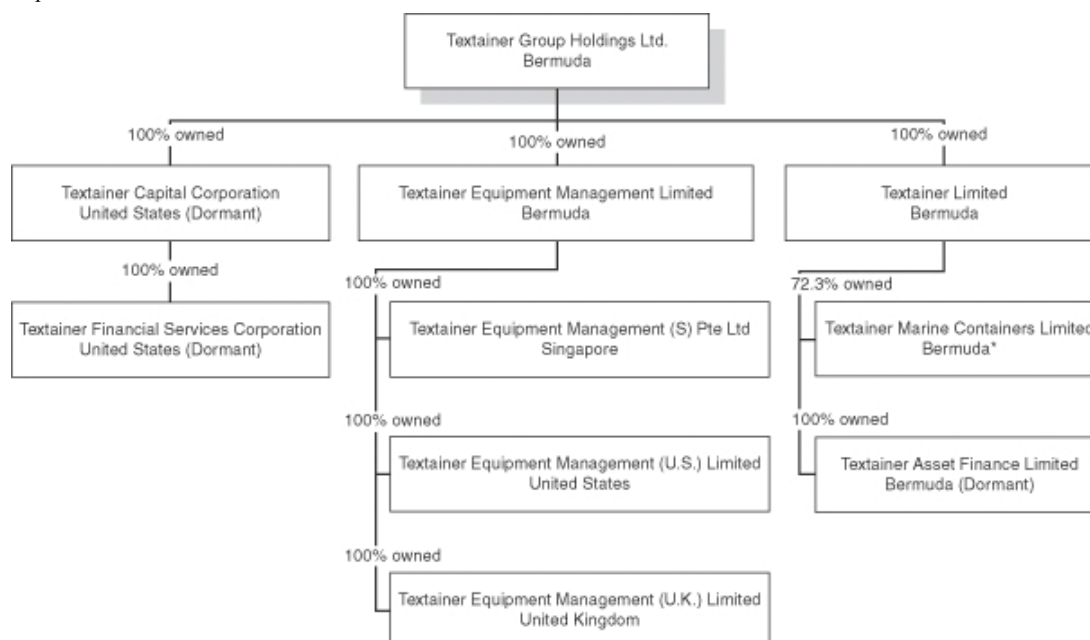 Textainer Group Holdings Ltd.
Bermuda
100% owned
100% owned
100% owned
Textainer Capital Corporation
United States (Dormant)
Textainer Equipment Management Limited
Bermuda
Textainer Limited
Bermuda
100% owned
100% owned
72.3% owned
Textainer Financial Services Corporation
United States (Dormant)
Textainer Equipment Management (S) Pte Ltd
Singapore
Textainer Marine Containers Limited
Bermuda*
100% owned
100% owned
Textainer Equipment Management (U.S.) Limited
United States
Textainer Asset Finance Limited
Bermuda (Dormant)
100% owned
Textainer Equipment Management (U.K.) Limited
United Kingdom